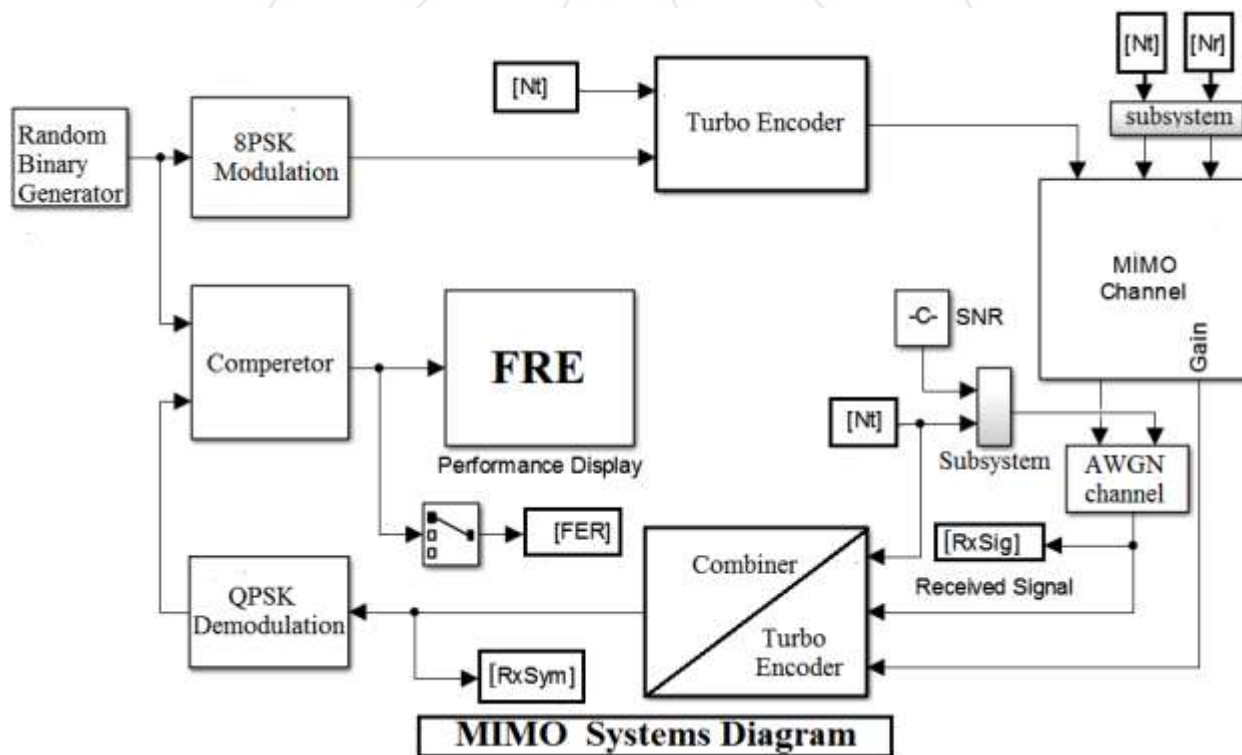 [Nt]
[Nr]
subsystem
[Nt]
Turbo Encoder
Random
Binary
Generator
8PSK
Modulation
MIMO
Channel
Gain
-C-
SNR
Comperetor
FRE
Performance Display
[Nt]
Subsystem
AWGN
channel
[FER]
[RxSig]
Received Signal
Combiner
Turbo
Encoder
QPSK
Demodulation
[RxSym]
MIMO Systems Diagram